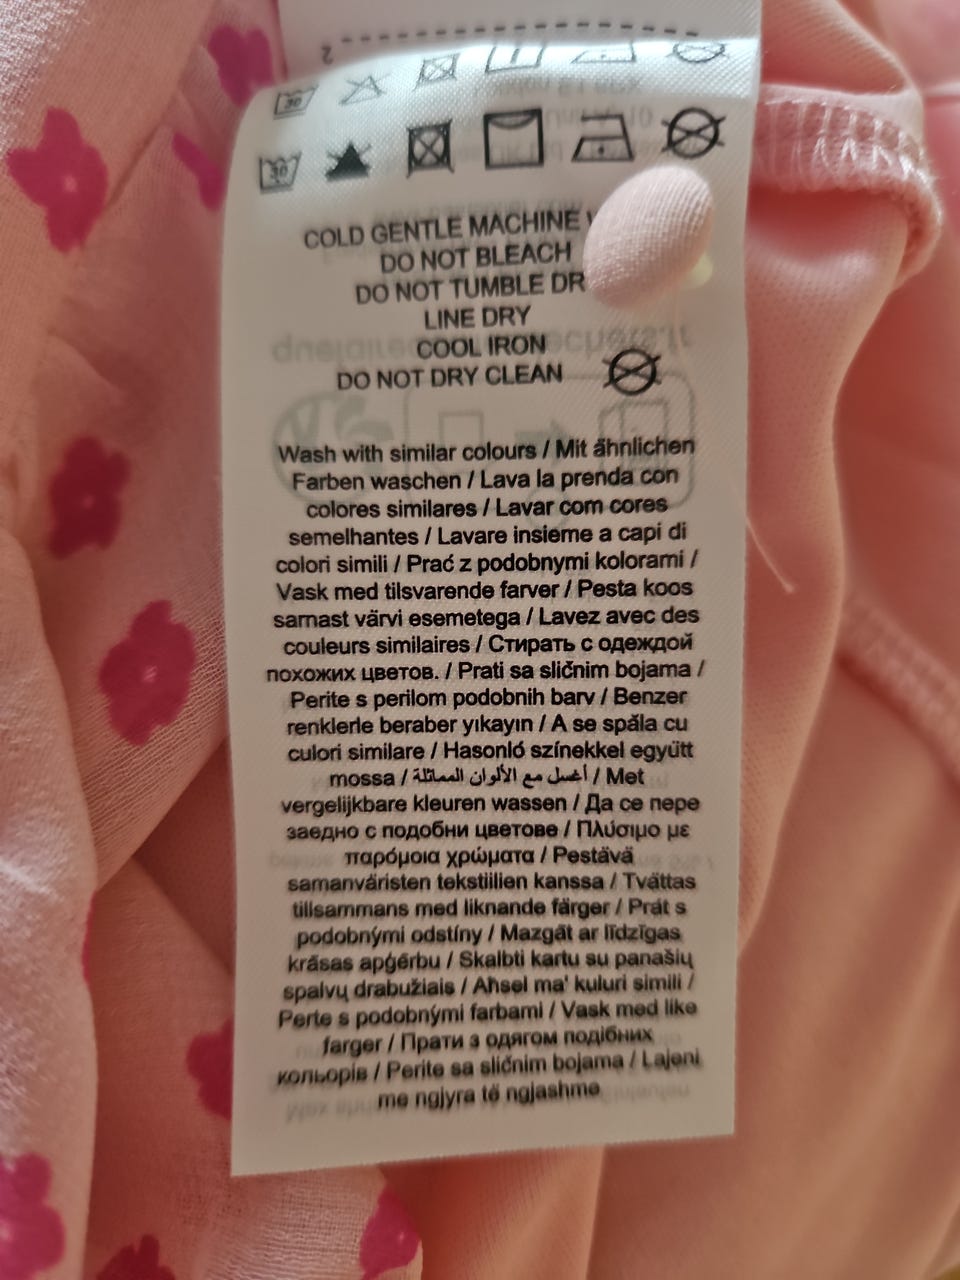 2
30
30
COLD GENTLE MACHINE
DO NOT BLEACH
DO NOT TUMBLE DR
LINE DRY
COOL IRON
DO NOT DRY CLEAN
Wash with similar colours / Mit ähnlichen
Farben waschen / Lava la prenda con
colores similares / Lavar com cores
semelhantes / Lavare insieme a capi di
colori simili / Prać z podobnymi kolorami /
Vask med tilsvarende farver / Pesta koos
samast värvi esemetega / Lavez avec des
couleurs similaires / Стирать с одеждой
похожих цветов. / Prati sa sličnim bojama /
Perite s perilom podobnih barv / Benzer
renklerle beraber yıkayın / A se spăla cu
culori similare / Hasonló színekkel együtt
mossa / أغسل مع الألوان المماثلة / Met
vergelijkbare kleuren wassen / Да се пере
заедно с подобни цветове / Πλύσιμο με
παρόμοια χρώματα / Pestävä
samanväristen tekstiilien kanssa / Tvättas
tillsammans med liknande färger / Prát s
podobnými odstíny / Mazgāt ar līdzīgas
krāsas apģērbu / Skalbti kartu su panašių
spalvų drabužiais / Aħsel ma' kuluri simili /
Perte s podobnými farbami / Vask med like
farger / Прати з одягом подібних
кольорів / Perite sa sličnim bojama / Lajeni
me ngjyra të ngjashme